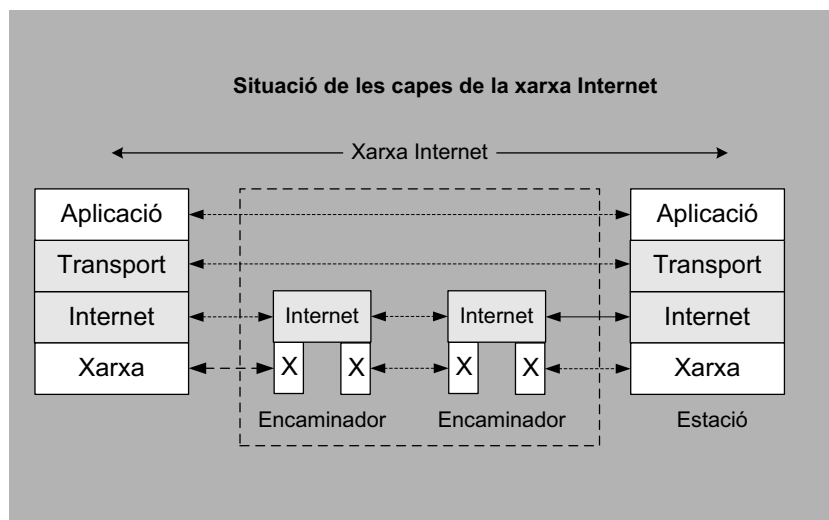 Situació de les capes de la xarxa Internet
Xarxa Internet
Aplicació
Aplicació
Transport
Transport
Internet
Internet
Internet
Internet
Xarxa
X
X
X
X
Xarxa
Encaminador
Encaminador
Estació